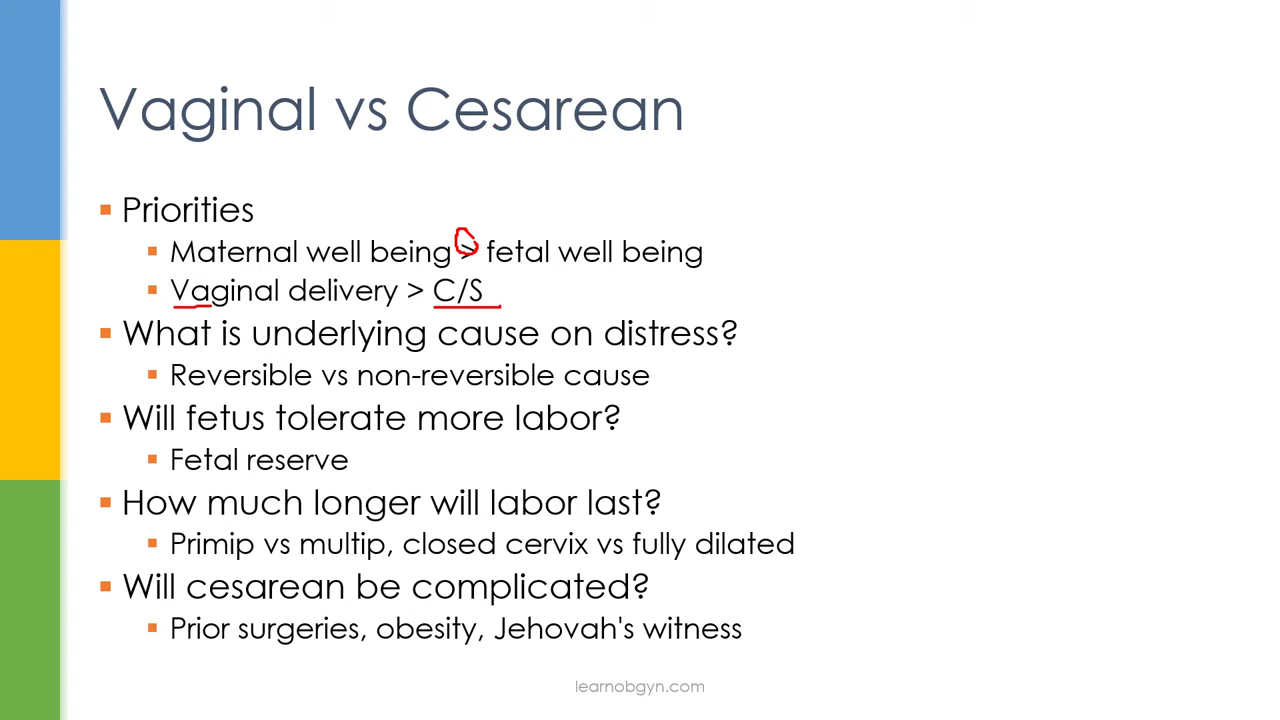 Vaginal vs Cesarean
Priorities
Maternal well being > fetal well being
Vaginal delivery > C/S
What is underlying cause on distress?
Reversible vs non-reversible cause
Will fetus tolerate more labor?
Fetal reserve
How much longer will labor last?
Primip vs multip, closed cervix vs fully dilated
Will cesarean be complicated?
Prior surgeries, obesity, Jehovah's witness
learnobgyn.com